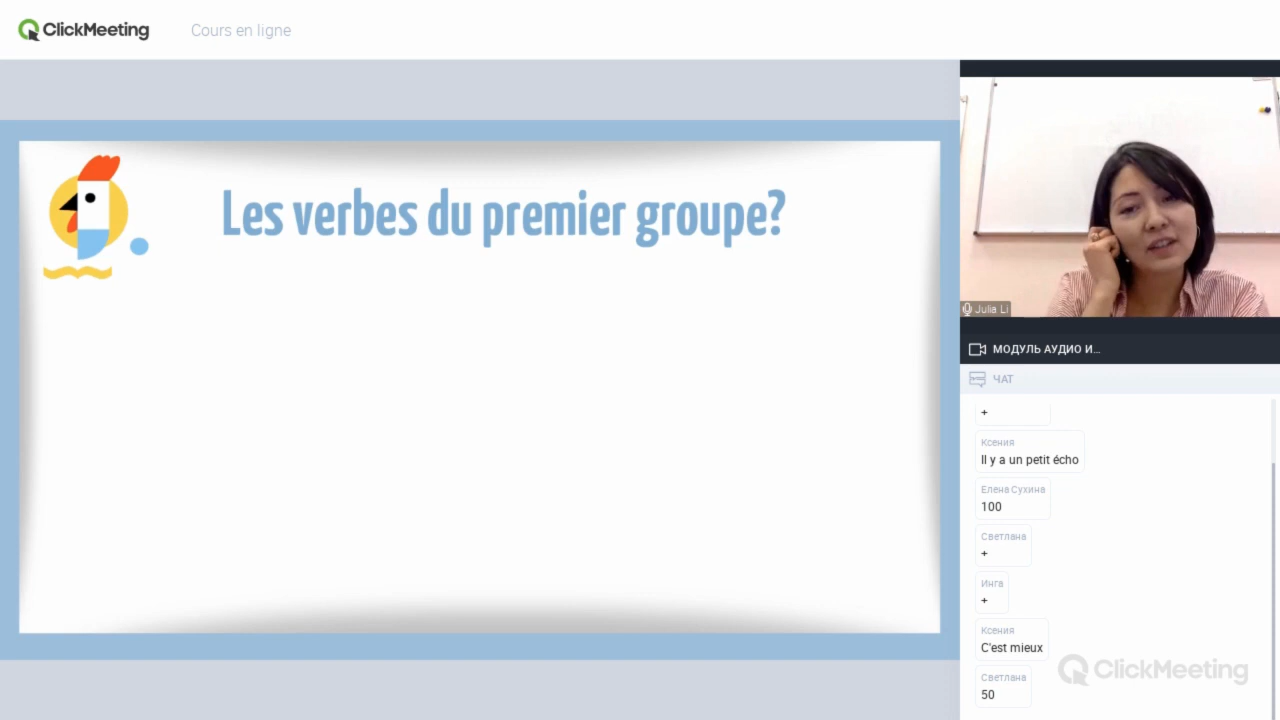 ClickMeeting
Cours en ligne
Les verbes du premier groupe?
Julia Li
МОДУЛЬ АУДИО И...
ЧАТ
+
Ксения
Il y a un petit écho
Елена Сухина
100
Светлана
+
Инга
+
Ксения
C'est mieux
Светлана
50
ClickMeeting